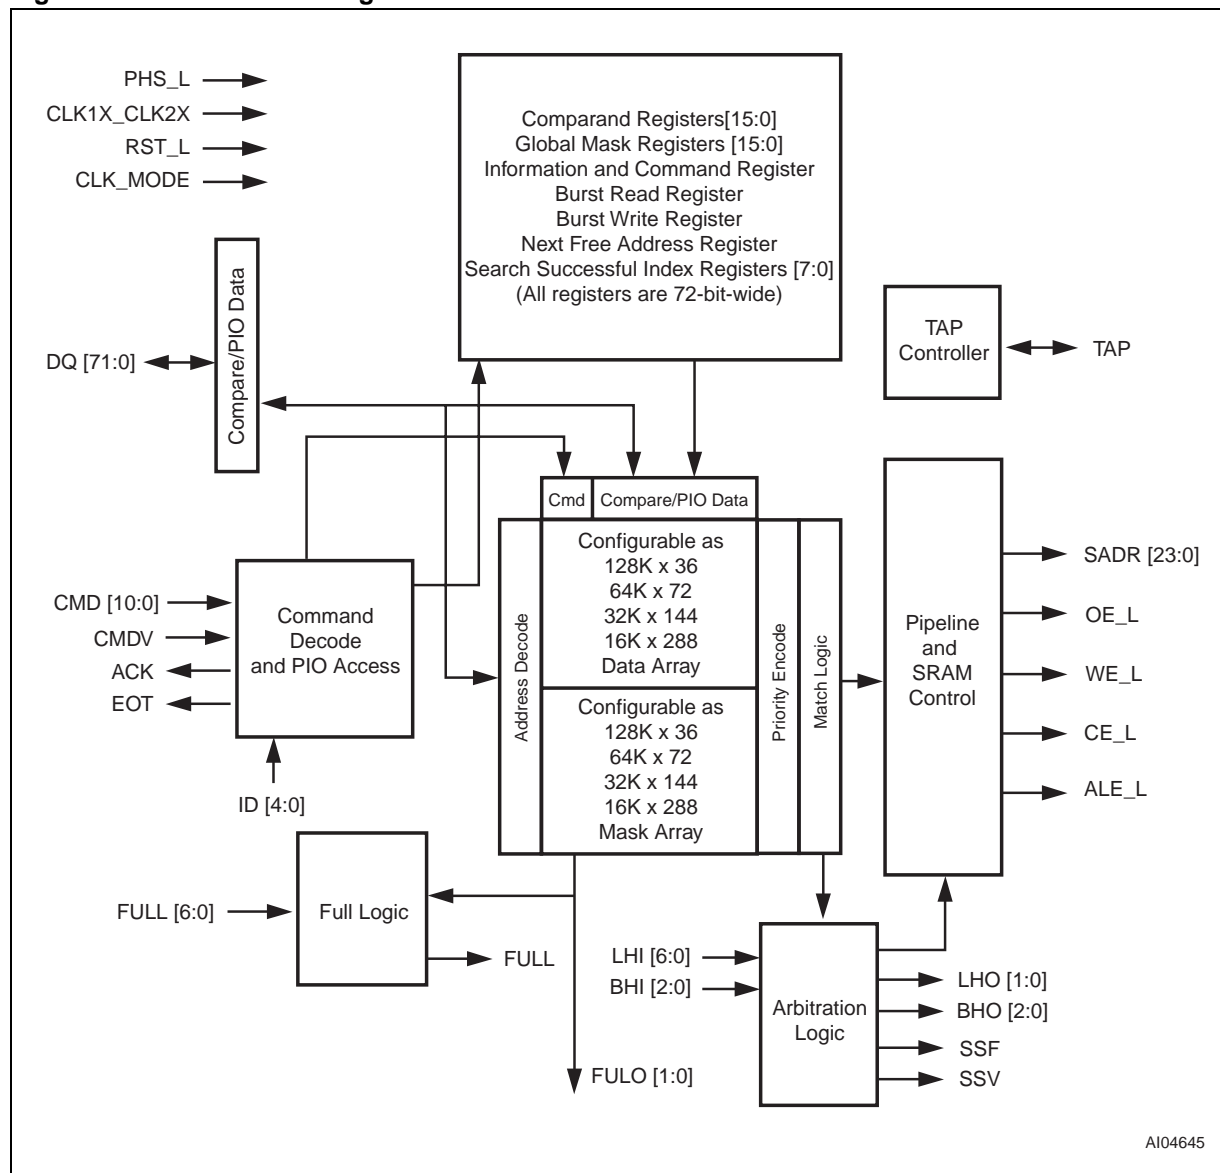 PHS_L
CLK1X_CLK2X
RST_L
CLK_MODE
Comparand Registers[15:0]
Global Mask Registers [15:0]
Information and Command Register
Burst Read Register
Burst Write Register
Next Free Address Register
Search Successful Index Registers [7:0]
(All registers are 72-bit-wide)
Compare/PIO Data
DQ [71:0]
TAP
Controller
TAP
Cmd
Compare/PIO Data
CMD [10:0]
CMDV
ACK
EOT
Command
Decode
and PIO Access
ID [4:0]
Address Decode
Configurable as
128K x 36
64K x 72
32K x 144
16K x 288
Data Array
Configurable as
128K x 36
64K x 72
32K x 144
16K x 288
Mask Array
Priority Encode
Match Logic
Pipeline
and
SRAM
Control
SADR [23:0]
OE_L
WE_L
CE_L
ALE_L
FULL [6:0]
Full Logic
FULL
FULO [1:0]
LHI [6:0]
BHI [2:0]
Arbitration
Logic
LHO [1:0]
BHO [2:0]
SSF
SSV
AI04645